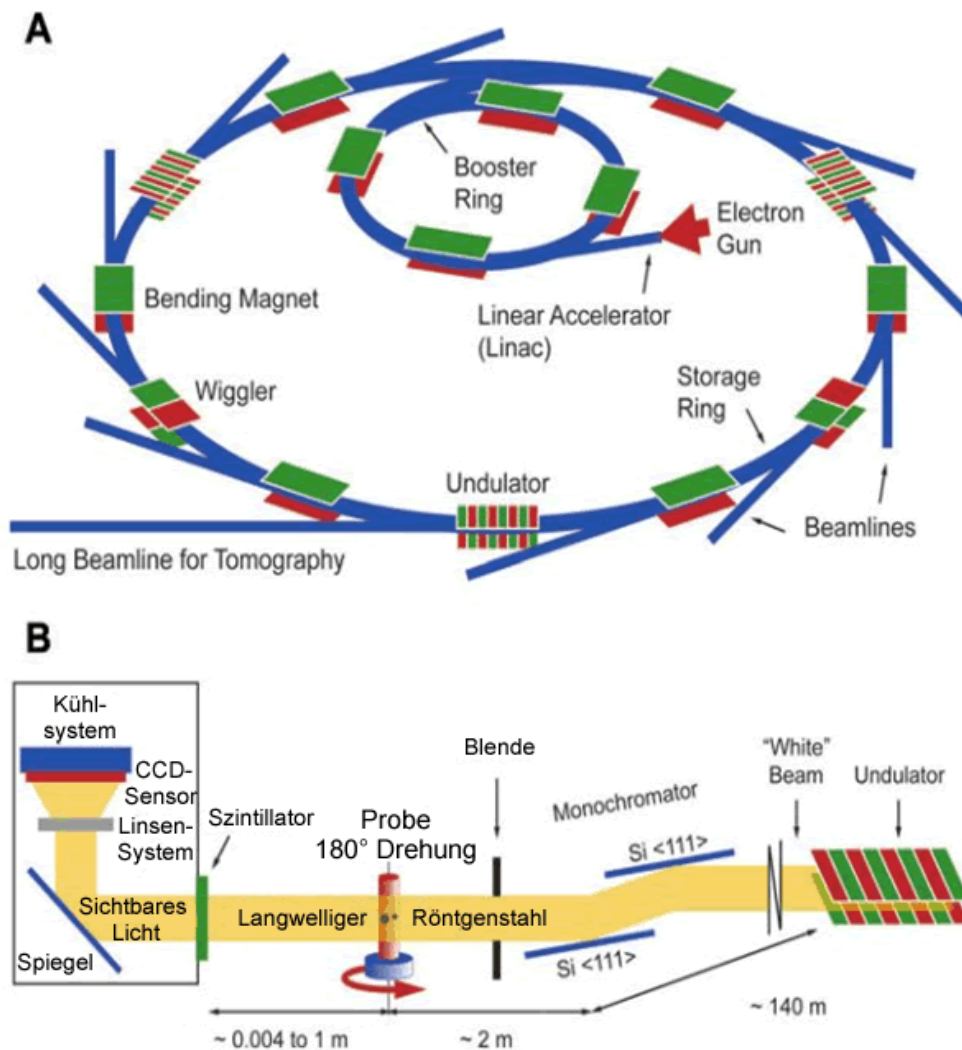 A
Booster
Ring
Electron
Gun
Bending Magnet
Linear Accelerator
(Linac)
Wiggler
Storage
Ring
Undulator
Beamlines
Long Beamline for Tomography
B
Kühl-
system
CCD-
Sensor
Linsen-
System
Szintillator
Probe
180° Drehung
Blende
Monochromator
"White"
Beam
Undulator
Si <111>
Sichtbares
Licht
Langwelliger
Röntgenstahl
Spiegel
Si <111>
~ 0.004 to 1 m
~ 2 m
~ 140 m